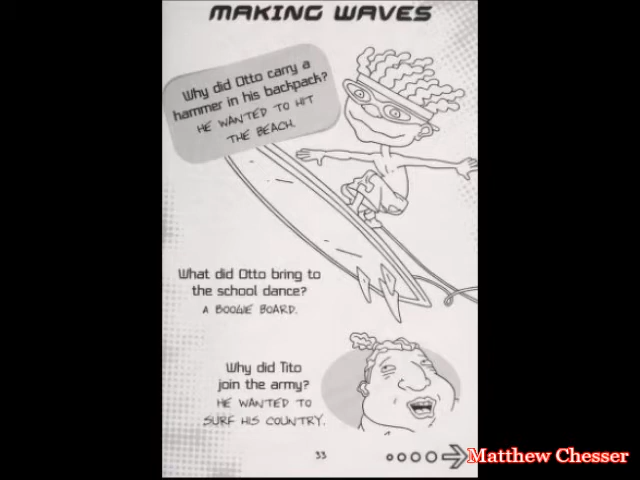 MAKING WAVES
Why did Otto carry a
hammer in his backpack?
HE WANTED TO HIT
THE BEACH.
What did Otto bring to
the school dance?
A BOOGIE BOARD.
Why did Tito
join the army?
HE WANTED TO
SURF HIS COUNTRY.
33
Matthew Chesser